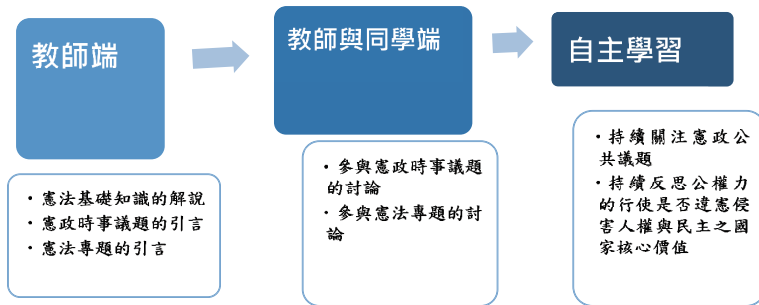 教師端
教師與同學端
自主學習
・憲法基礎知識的解說
・憲政時事議題的引言
・憲法專題的引言
・參與憲政時事議題
的討論
・參與憲法專題的討
論
・持續關注憲政公
共議題
・持續反思公權力
的行使是否違憲侵
害人權與民主之國
家核心價值